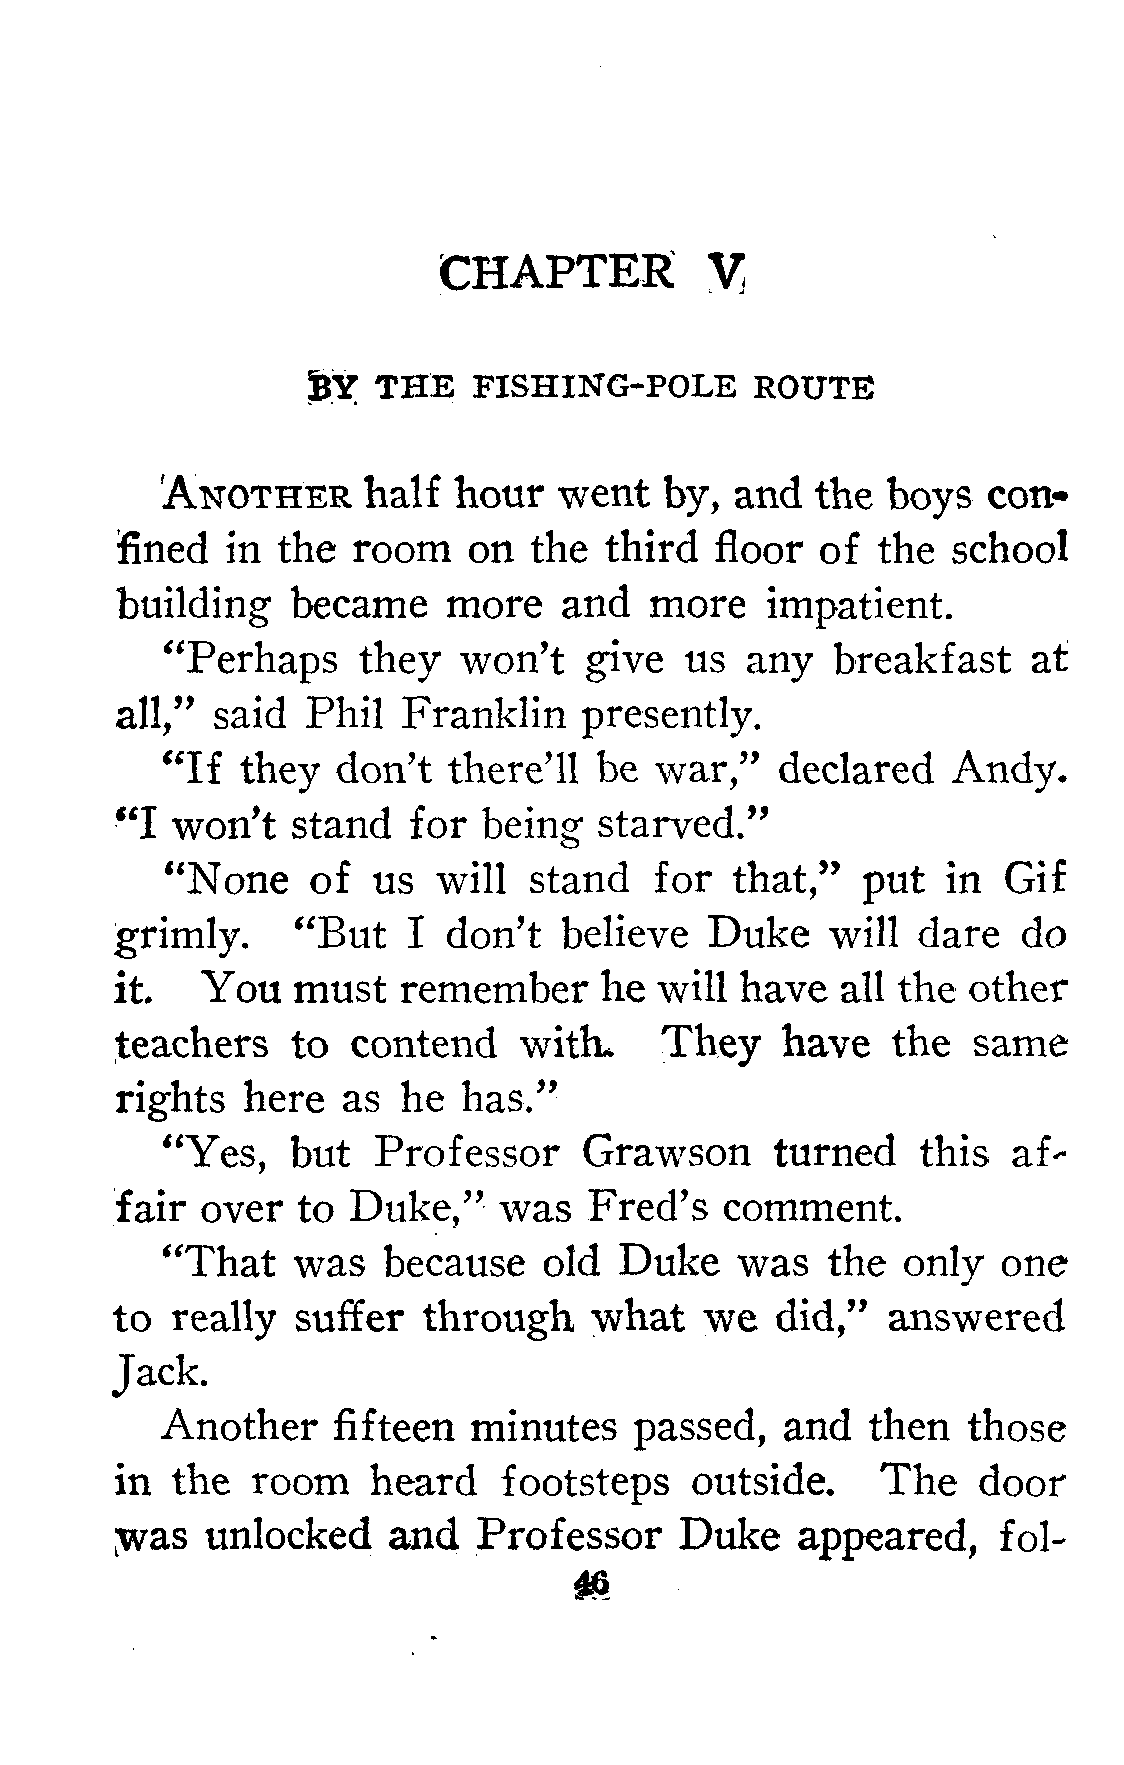 CHAPTER V
BY THE FISHING-POLE ROUTE
ANOTHER half hour went by, and the boys con-
fined in the room on the third floor of the school
building became more and more impatient.
“Perhaps they won’t give us any breakfast at
all,” said Phil Franklin presently.
“If they don’t there’ll be war,” declared Andy.
“I won’t stand for being starved.”
“None of us will stand for that,” put in Gif
grimly. “But I don’t believe Duke will dare do
it. You must remember he will have all the other
teachers to contend with. They have the same
rights here as he has.”
“Yes, but Professor Grawson turned this af-
fair over to Duke,” was Fred’s comment.
“That was because old Duke was the only one
to really suffer through what we did,” answered
Jack.
Another fifteen minutes passed, and then those
in the room heard footsteps outside. The door
was unlocked and Professor Duke appeared, fol-
46